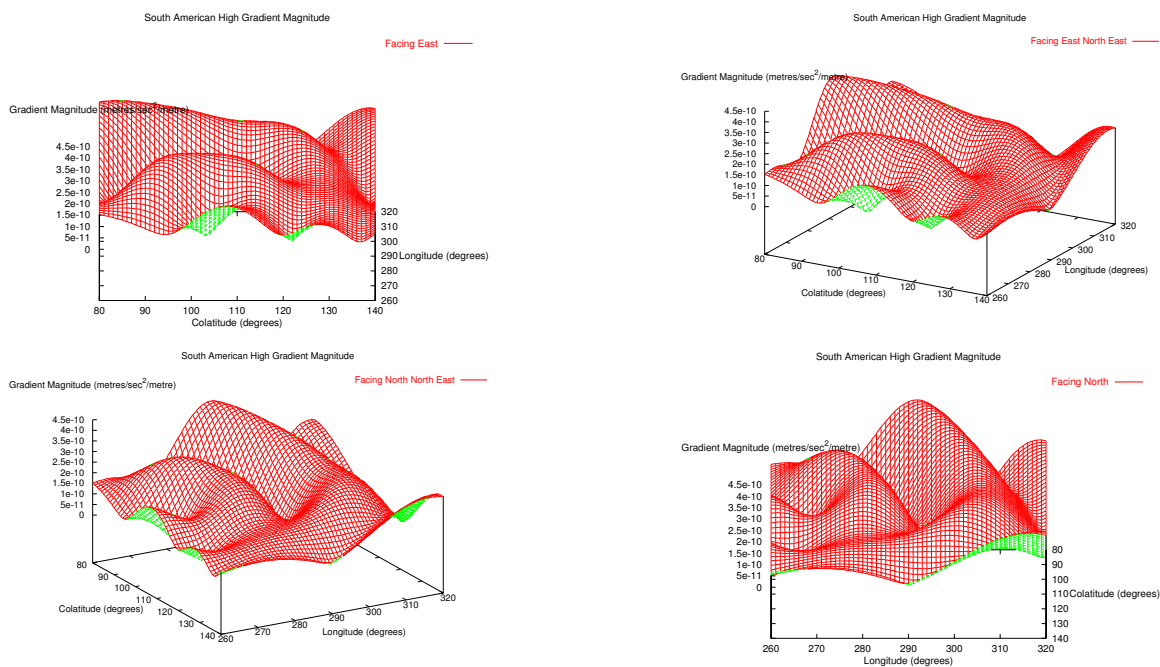 South American High Gradient Magnitude
Facing East
Gradient Magnitude (metres/sec2/metre)
4.5e-10
4e-10
3.5e-10
3e-10
2.5e-10
2e-10
1.5e-10
1e-10
5e-11
0
320
310
300
290
280
270
260
Longitude (degrees)
80 90 100 110 120 130 140
Colatitude (degrees)
South American High Gradient Magnitude
Facing East North East
Gradient Magnitude (metres/sec2/metre)
4.5e-10
4e-10
3.5e-10
3e-10
2.5e-10
2e-10
1.5e-10
1e-10
5e-11
0
80 90 100 110 120 130 140
Colatitude (degrees)
260 270 280 290 300 310 320
Longitude (degrees)
South American High Gradient Magnitude
Facing North North East
Gradient Magnitude (metres/sec2/metre)
4.5e-10
4e-10
3.5e-10
3e-10
2.5e-10
2e-10
1.5e-10
1e-10
5e-11
0
80 90 100 110 120 130 140
Colatitude (degrees)
260 270 280 290 300 310 320
Longitude (degrees)
South American High Gradient Magnitude
Facing North
Gradient Magnitude (metres/sec2/metre)
4.5e-10
4e-10
3.5e-10
3e-10
2.5e-10
2e-10
1.5e-10
1e-10
5e-11
0
80
90
100
110
120
130
140
Colatitude (degrees)
260 270 280 290 300 310 320
Longitude (degrees)